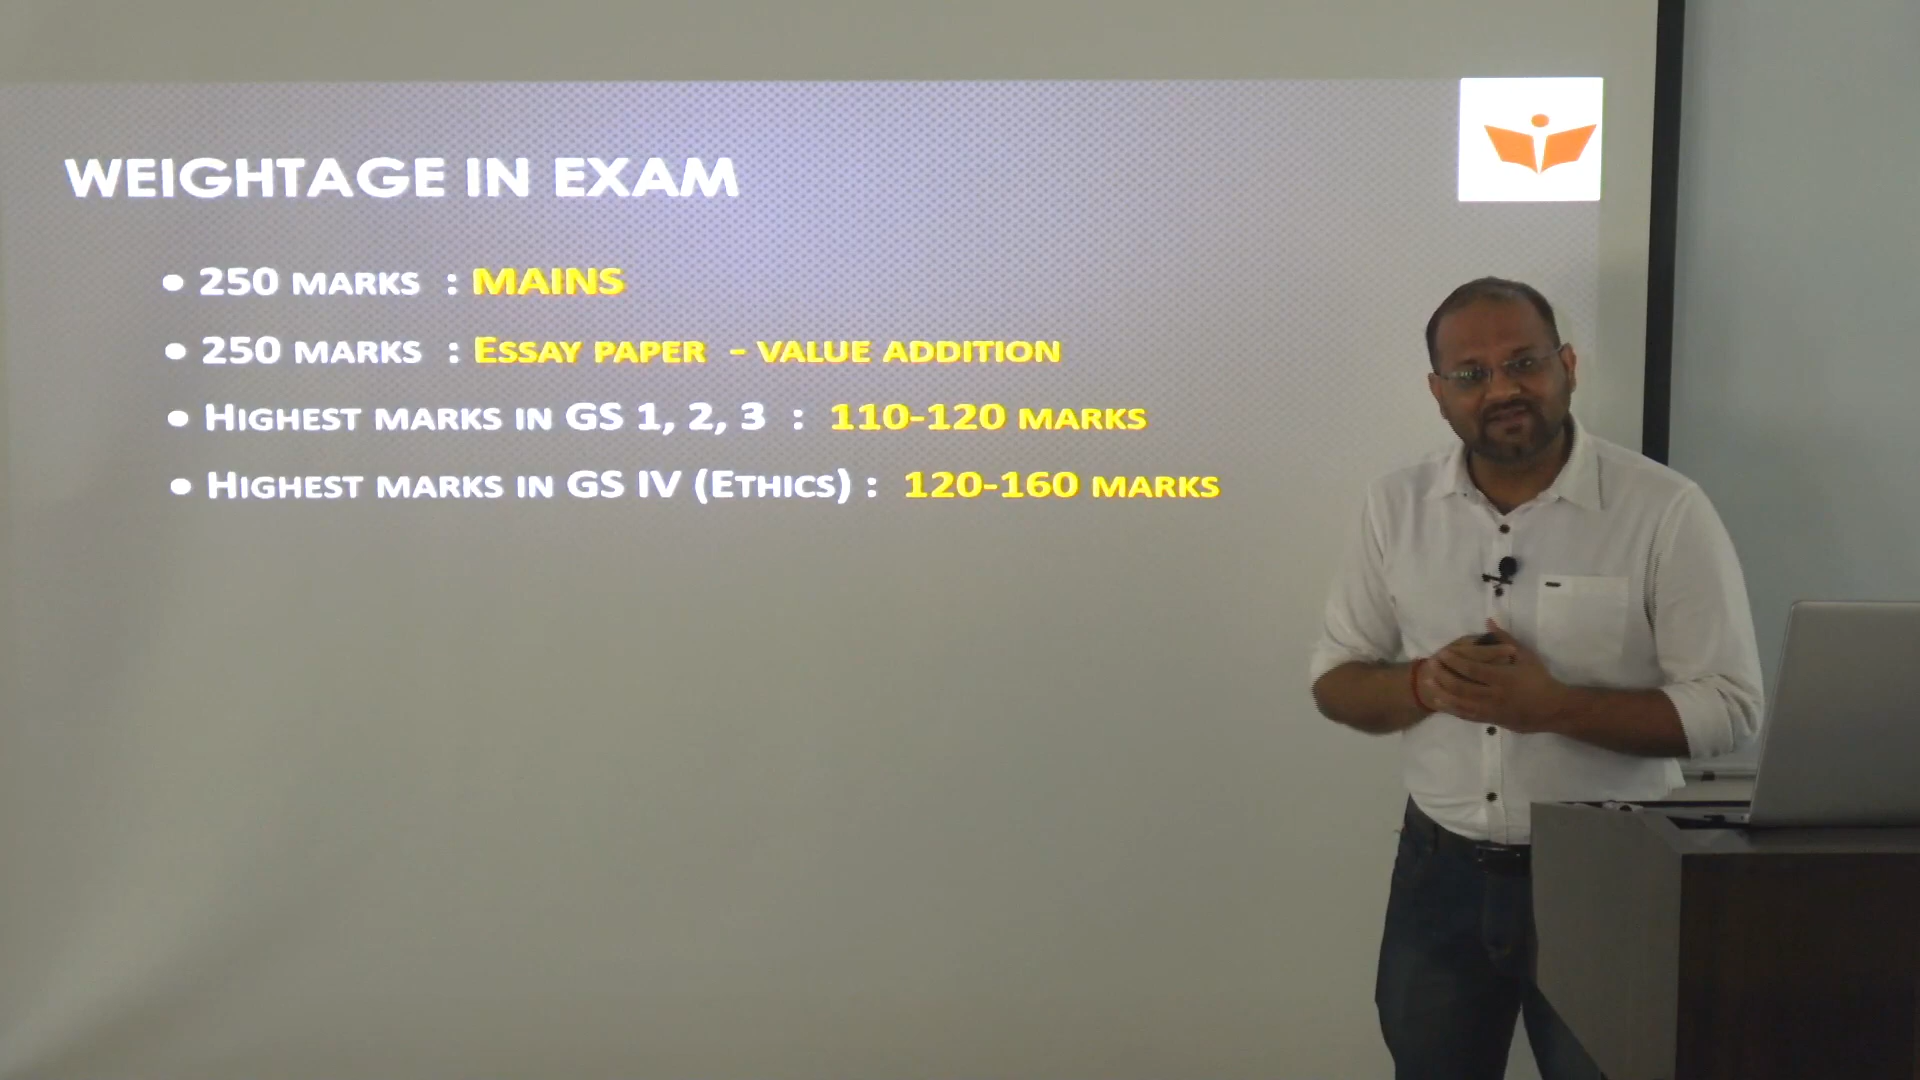 WEIGHTAGE IN EXAM
• 250 MARKS : MAINS
• 250 MARKS : ESSAY PAPER - VALUE ADDITION
• HIGHEST MARKS IN GS 1, 2, 3 : 110-120 MARKS
• HIGHEST MARKS IN GS IV (ETHICS) : 120-160 MARKS